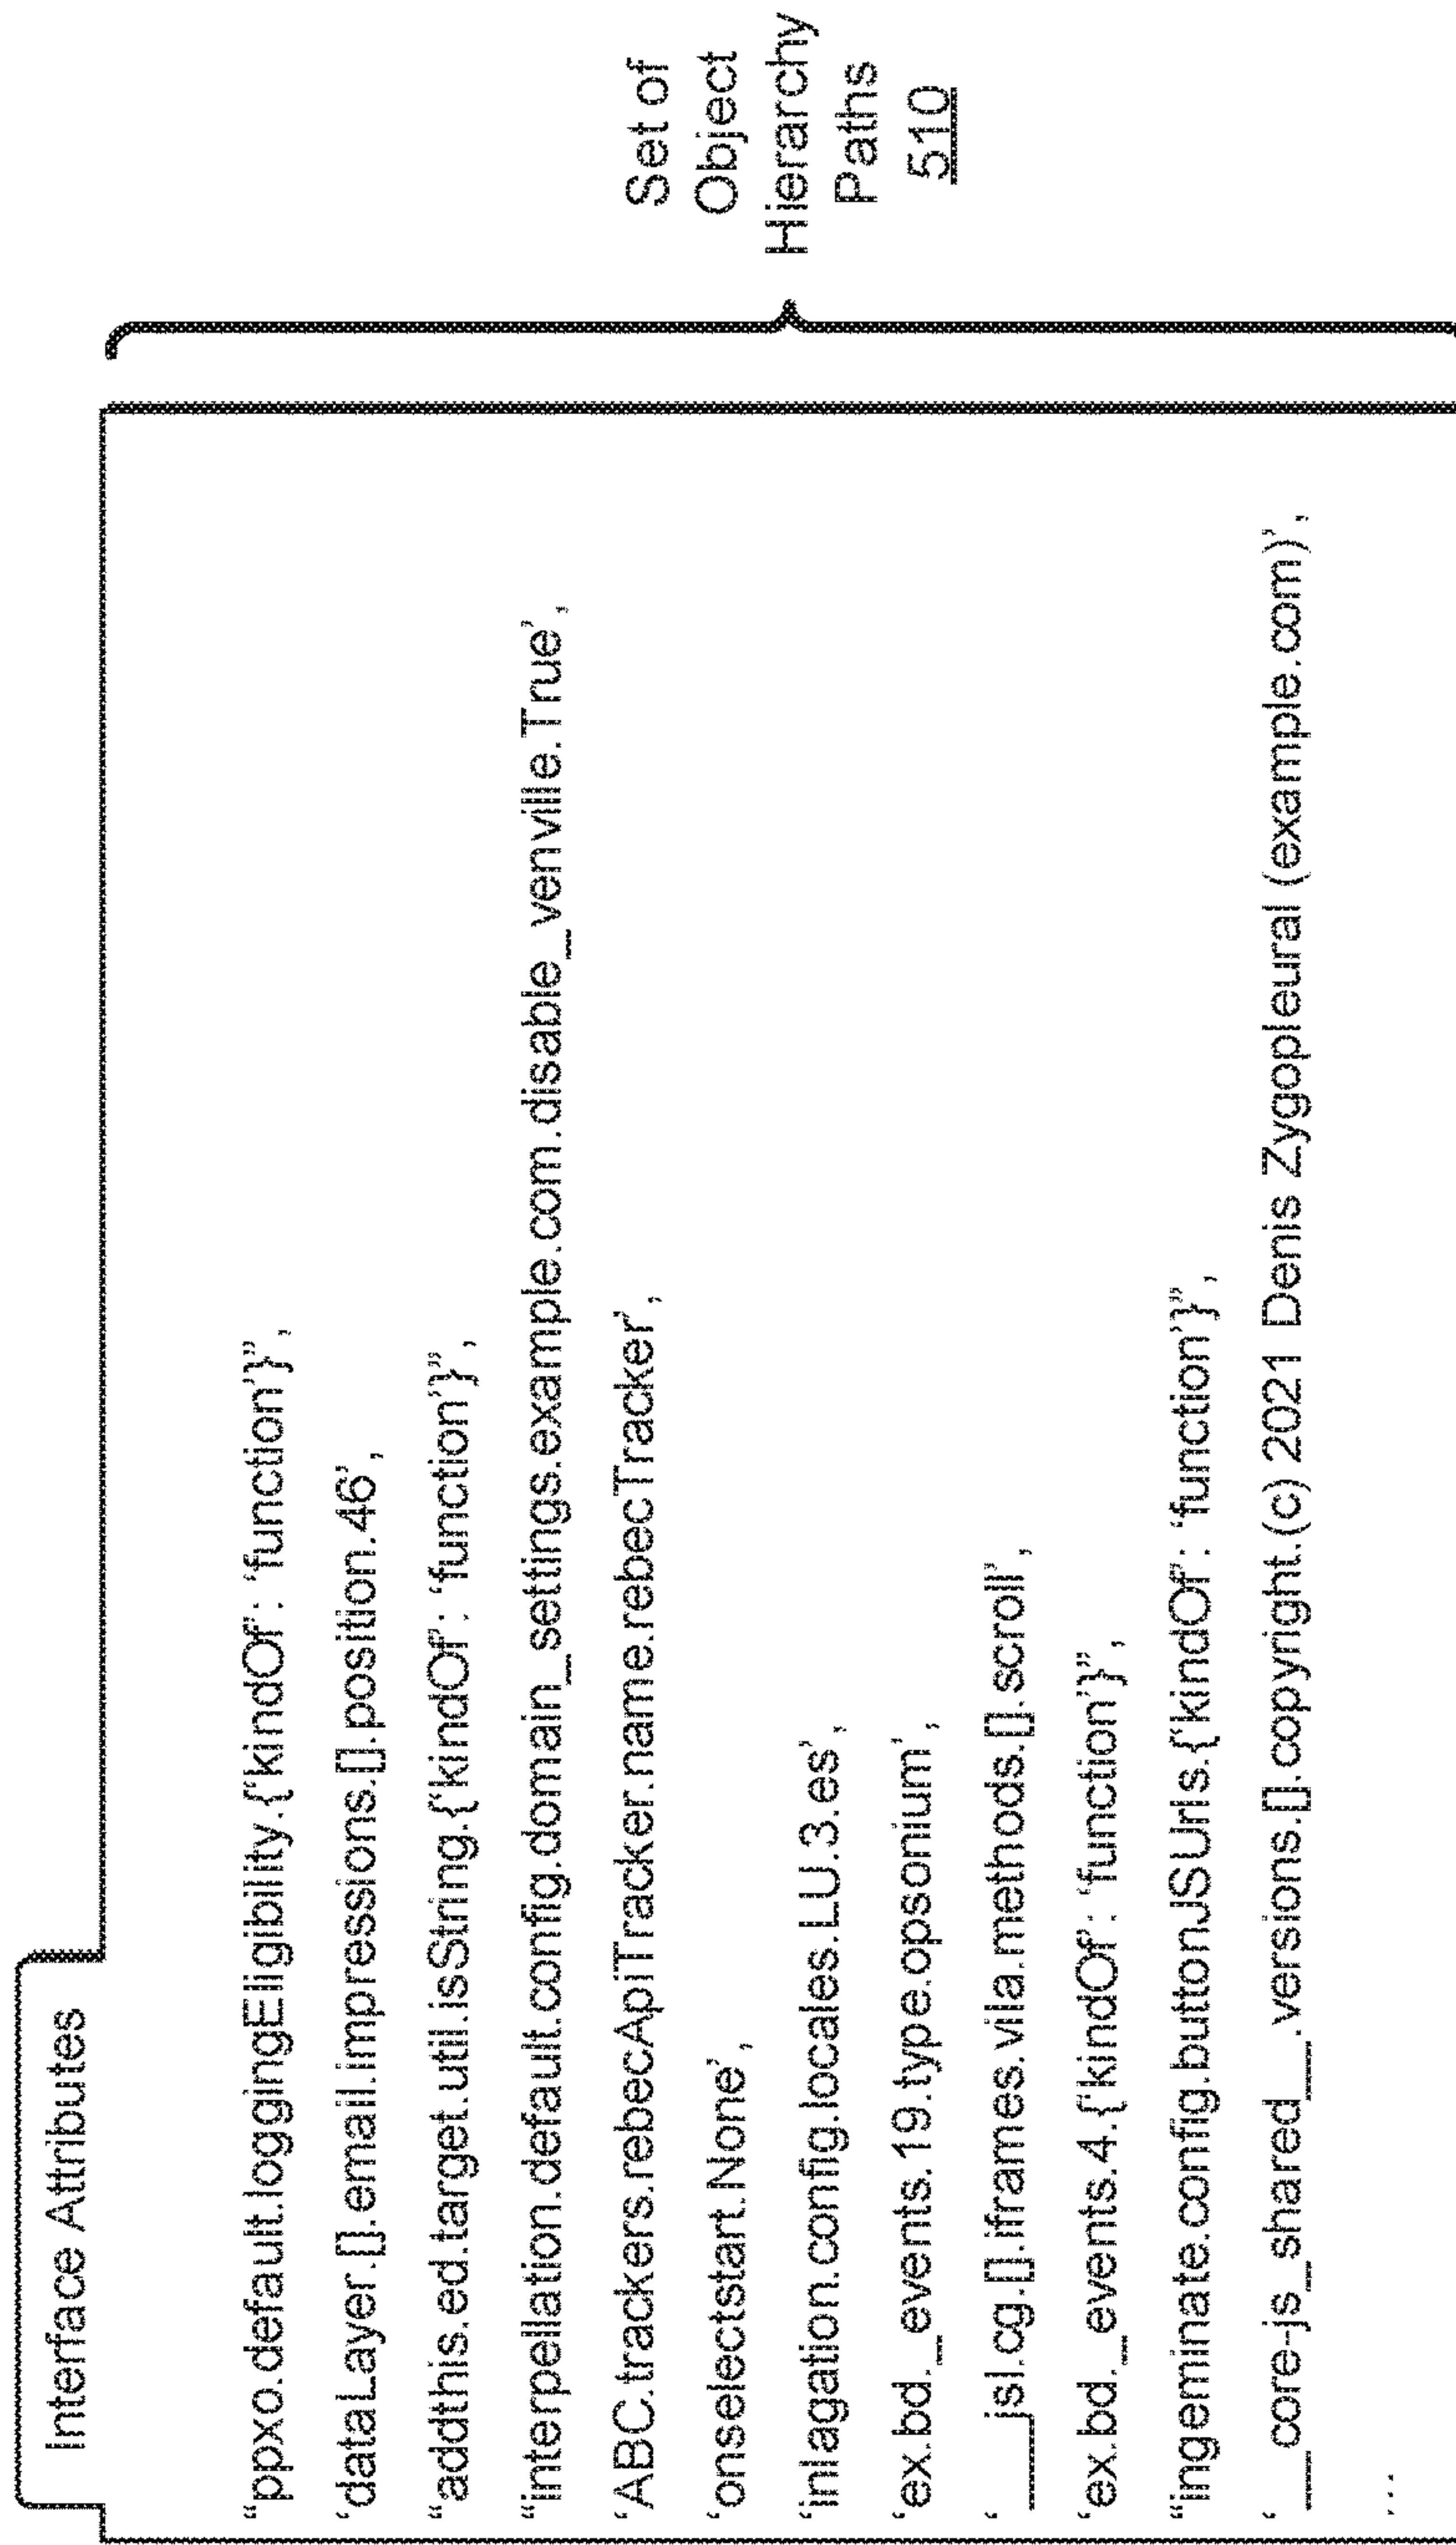 Interface Attributes
“ppxo.default.loggingEligibility.{‘kindOf’: ‘function’}”,
‘dataLayer.[].email.impressions.[].position.46’,
“addthis.ed.target.util.isString.{‘kindOf’: ‘function’}”,
“interpellation.default.config.domain_settings.example.com.disable_venville.True’,
‘ABC.trackers.rebecApiTracker.name.rebecTracker’,
‘onselectstart.None’,
‘inlagation.config.locales.LU.3.es’,
‘ex.bd._events.19.type.opsonium’,
‘___jsl.cg.[].iframes.vila.methods.[].scroll’,
‘ex.bd._events.4.{‘kindOf’: ‘function’}”,
“ingeminate.config.buttonJSUrls.{‘kindOf’: ‘function’}”,
‘__core-js_shared__.versions.[].copyright.(c) 2021 Denis Zygopleural (example.com)’,
...
Set of
Object
Hierarchy
Paths
510